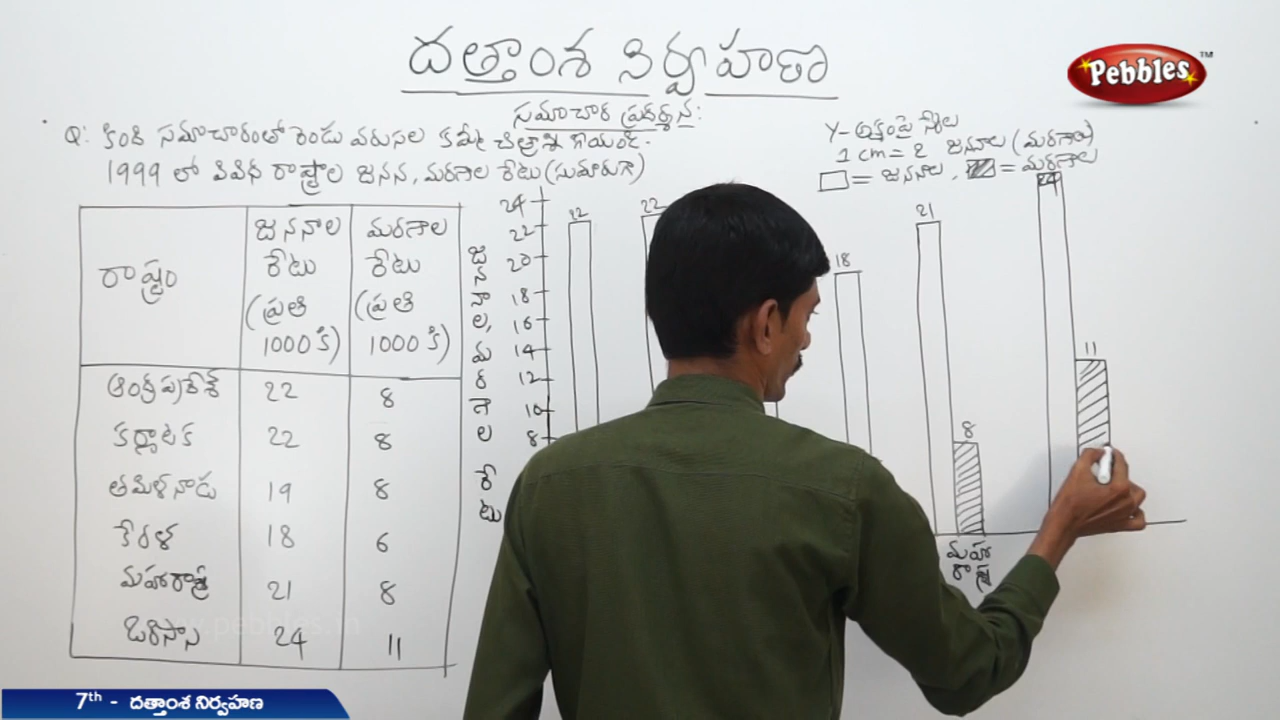 దత్తాంశ నిర్వహణ
Pebbles TM
సమాచార ప్రదర్శన:
Q: కింది సమాచారంతో రెండు వరుసల కమ్మీ చిత్రాన్ని గీయండి.
1999 లో వివిధ రాష్ట్రాల జనన, మరణాల రేటు (సుమారుగా)
Y- అక్షంపై స్కేలు
1 cm = 2 జననాలు (మరణాలు)
= జననాలు, = మరణాలు
రాష్ట్రం జననాల రేటు (ప్రతి 1000 కి) మరణాల రేటు (ప్రతి 1000 కి)
ఆంధ్రప్రదేశ్ 22 8
కర్ణాటక 22 8
తమిళనాడు 19 8
కేరళ 18 6
మహారాష్ట్ర 21 8
ఒరిస్సా 24 11
జననాల, మరణాల రేటు
24
22
20
18
16
14
12
10
8
22 22 18 21 8 24 11
మహా
రాష్ట్ర
7th - దత్తాంశ నిర్వహణ